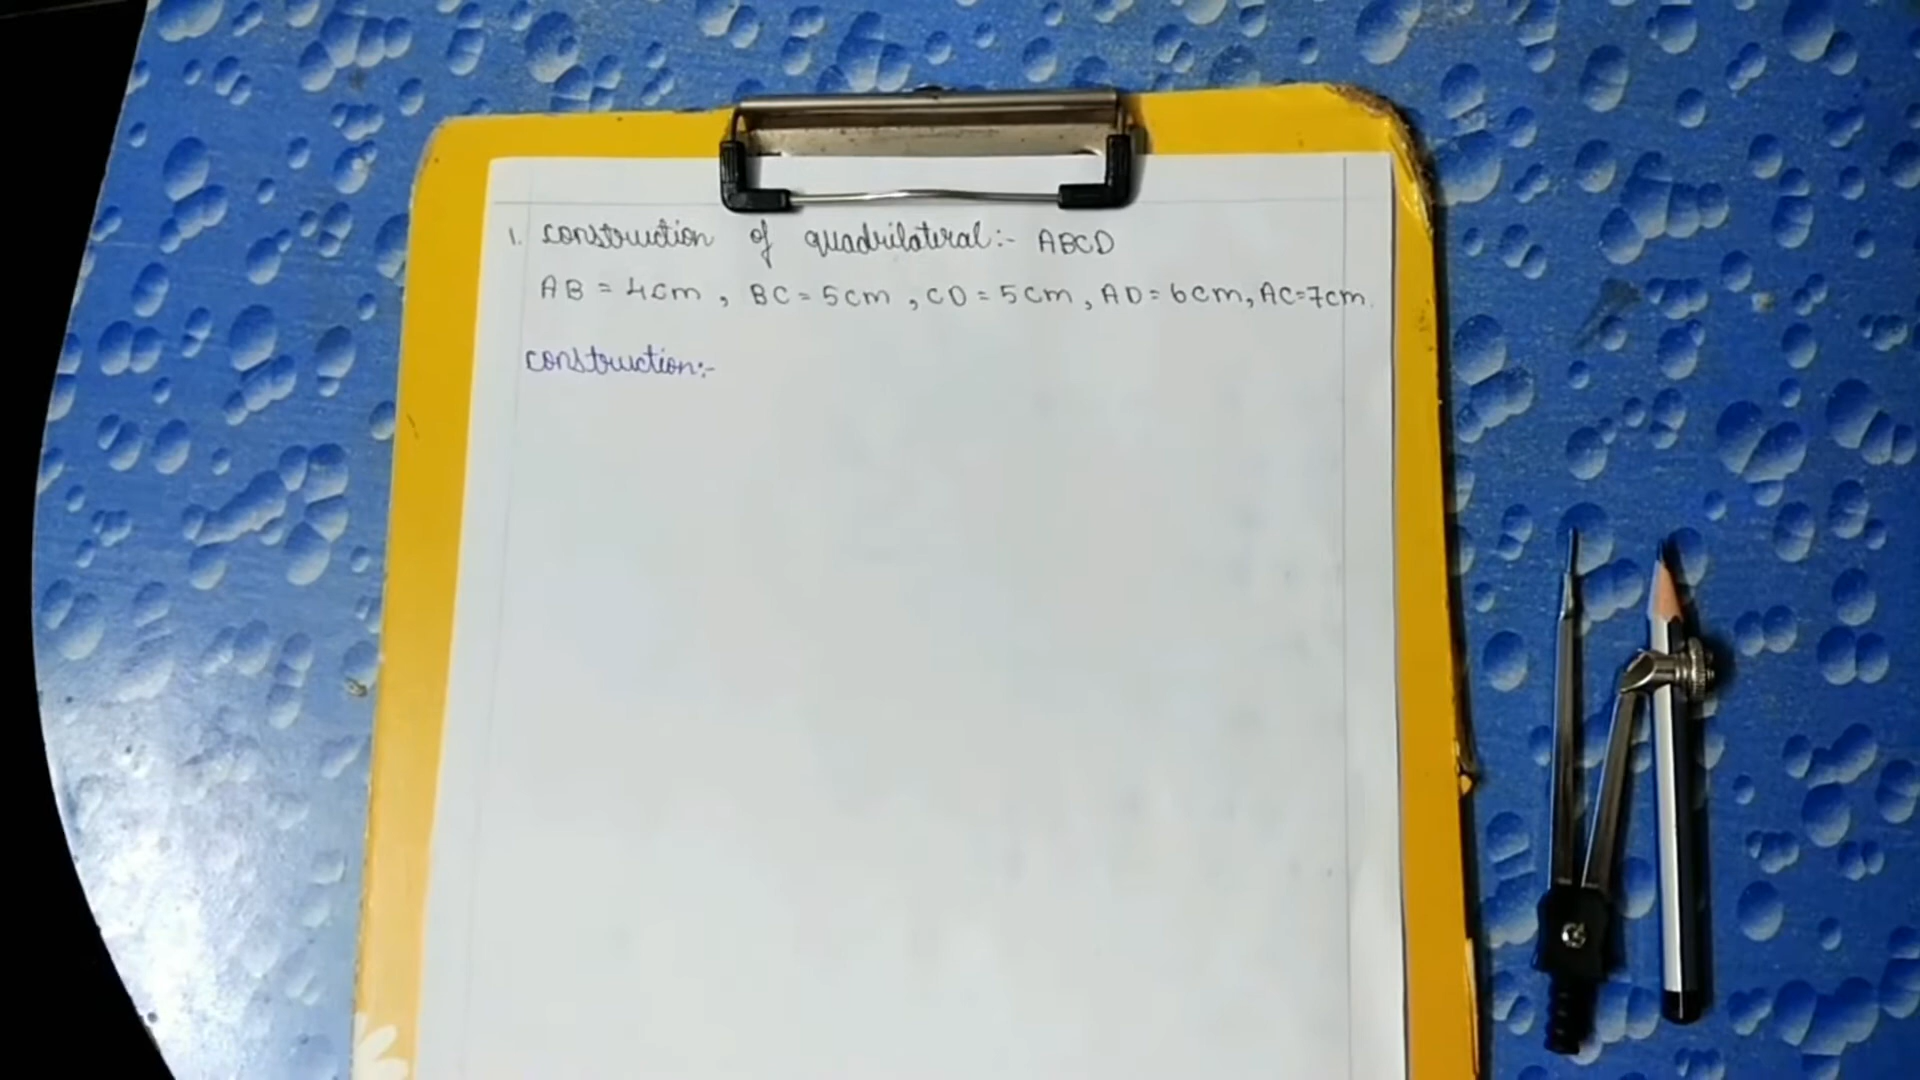 1. construction of quadrilateral:- ABCD
AB = 4cm, BC = 5cm, CD = 5cm, AD = 6cm, AC=7cm.
construction:-